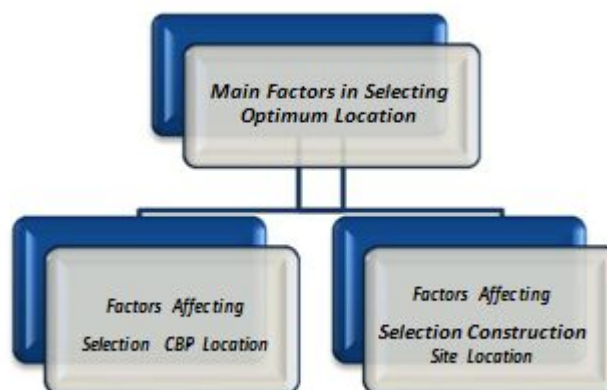 Main Factors in Selecting
Optimum Location
Factors Affecting
Selection CBP Location
Factors Affecting
Selection Construction
Site Location